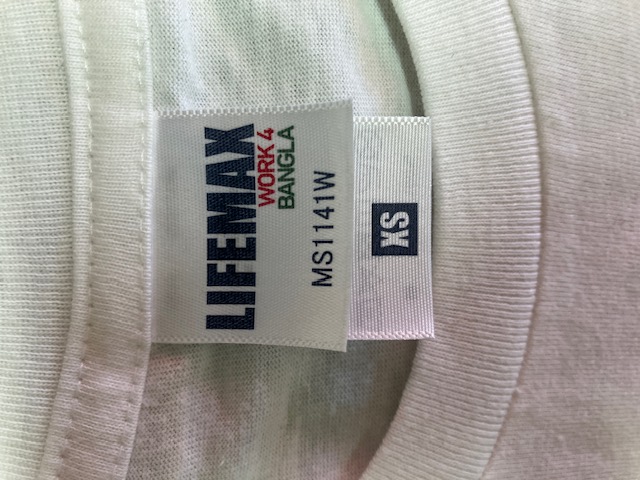 LIFEMAX
WORK 4
BANGLA
MS1141W
XS